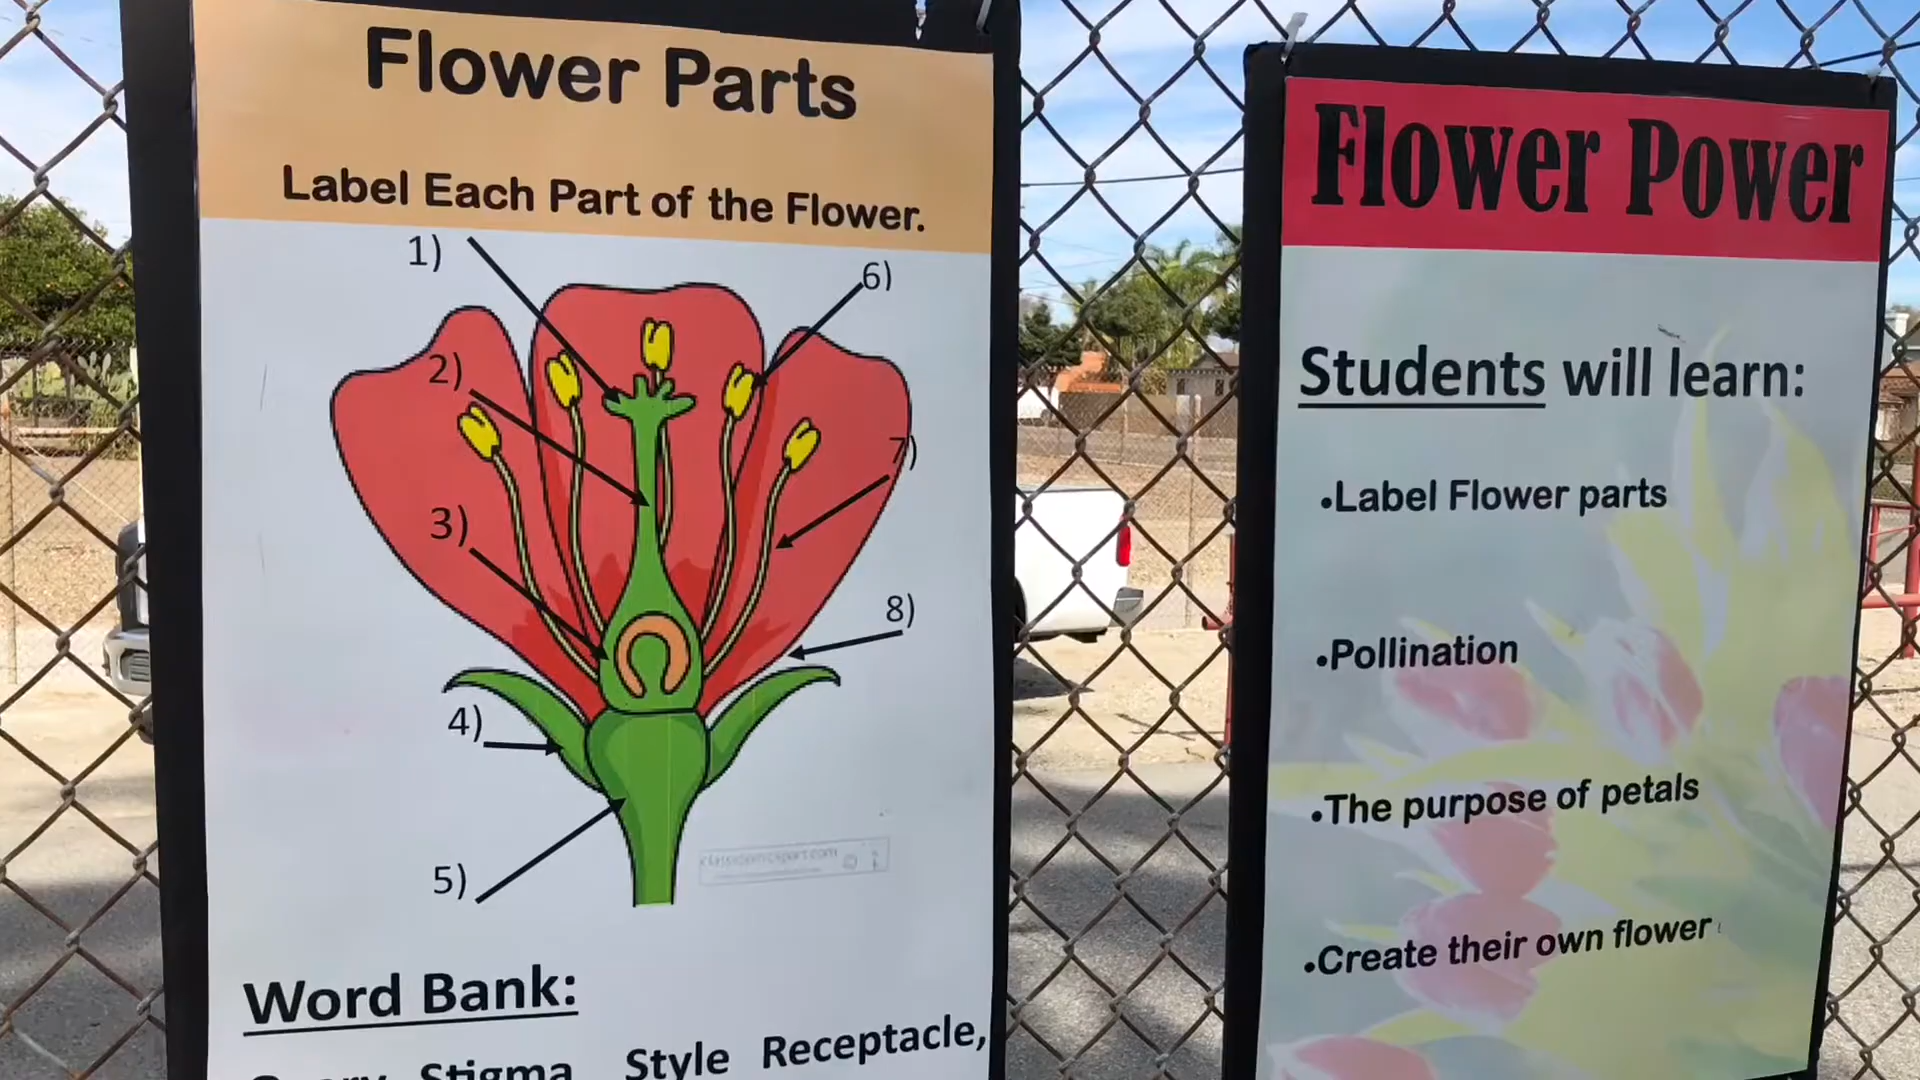 Flower Parts
Label Each Part of the Flower.
1)
6)
2)
7)
3)
8)
4)
5)
Word Bank:
Stigma Style Receptacle,
Flower Power
Students will learn:
•Label Flower parts
•Pollination
•The purpose of petals
•Create their own flower